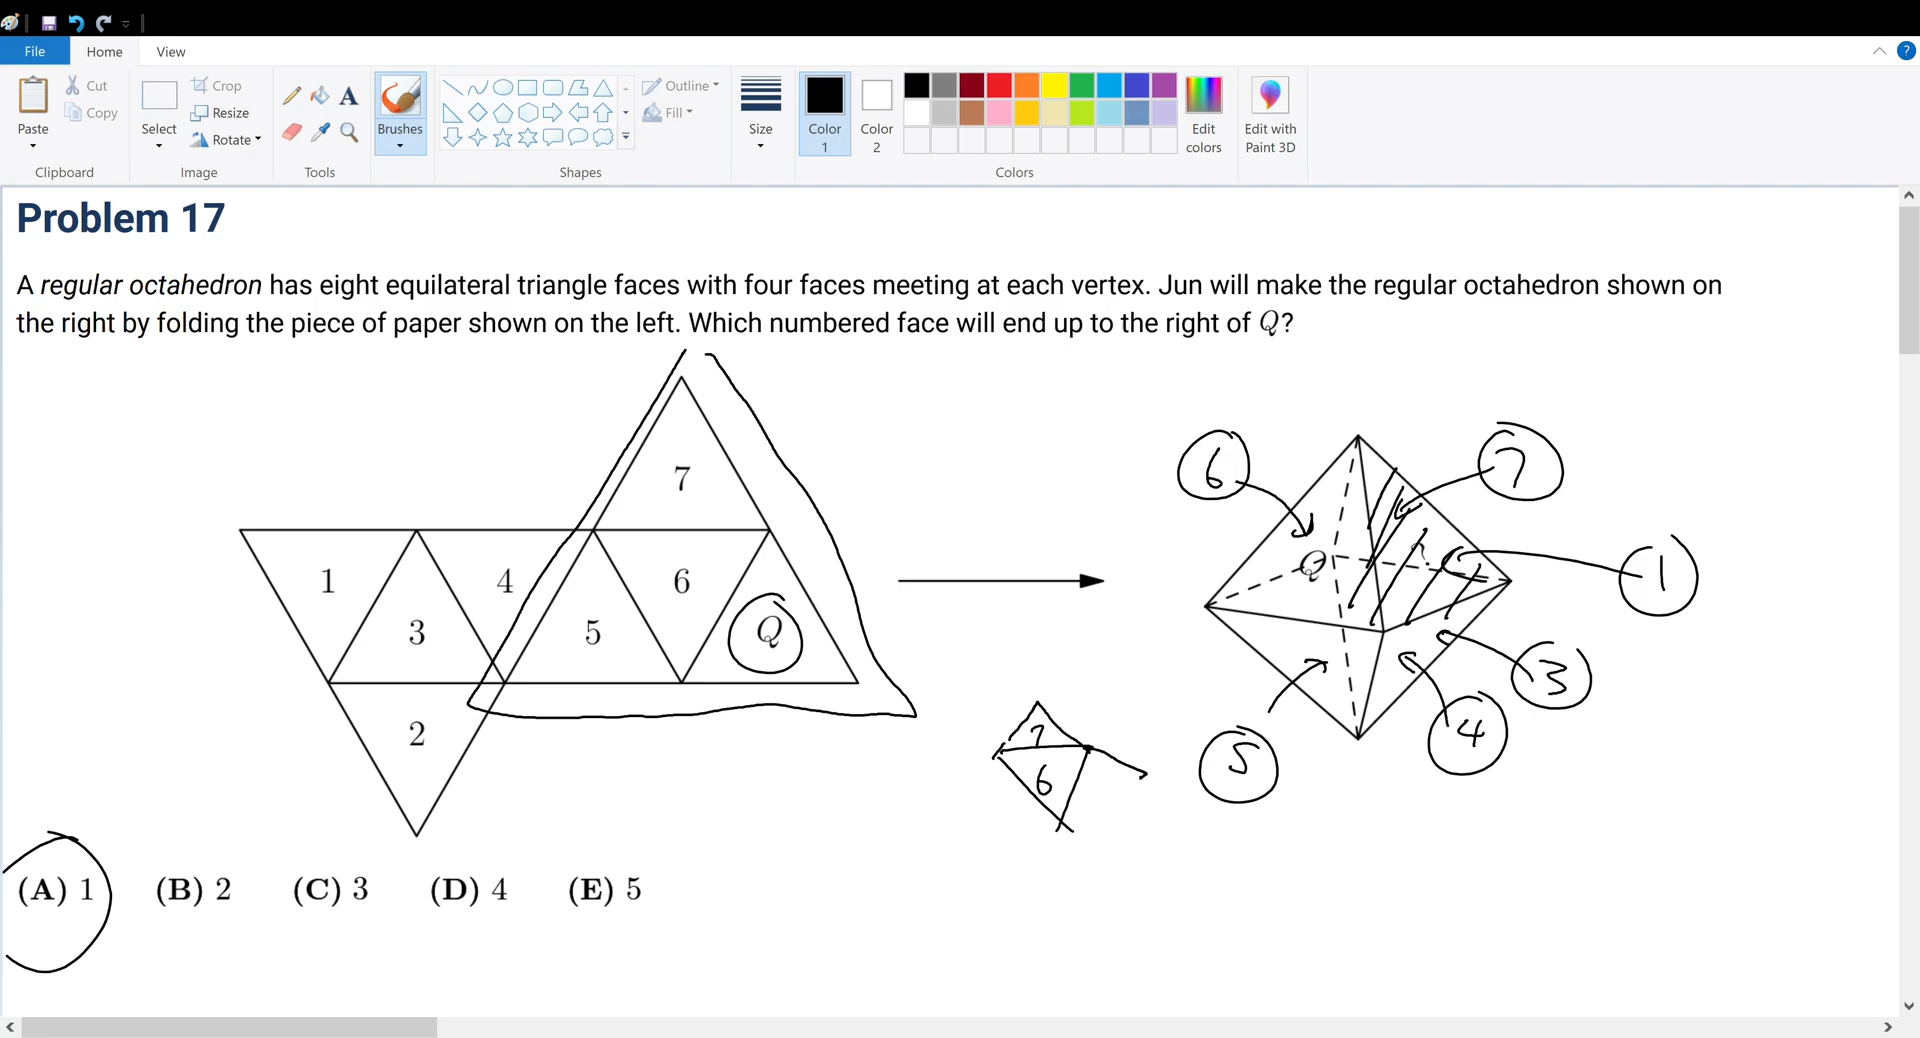 File Home View ?
Paste
Cut
Copy
Clipboard
Select
Crop
Resize
Rotate
Image
A
Tools
Brushes
Outline
Fill
Shapes
Size
Color 1
Color 2
Edit colors
Edit with Paint 3D
Colors
Problem 17
A regular octahedron has eight equilateral triangle faces with four faces meeting at each vertex. Jun will make the regular octahedron shown on
the right by folding the piece of paper shown on the left. Which numbered face will end up to the right of Q?
7
1 4 6
3 5 Q
2
6 7
Q ? 1
3
4
5
7
6
(A) 1 (B) 2 (C) 3 (D) 4 (E) 5